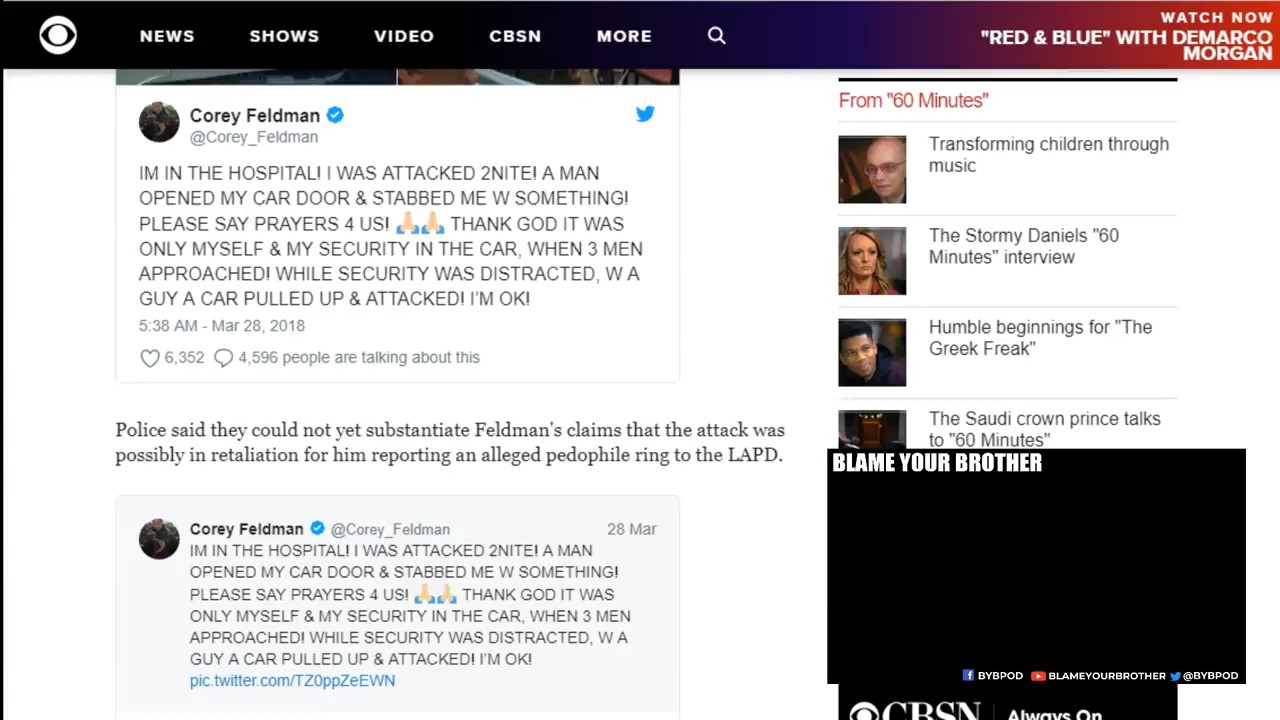 NEWS SHOWS VIDEO CBSN MORE
WATCH NOW
"RED & BLUE" WITH DEMARCO
MORGAN
Corey Feldman
@Corey_Feldman
IM IN THE HOSPITAL! I WAS ATTACKED 2NITE! A MAN
OPENED MY CAR DOOR & STABBED ME W SOMETHING!
PLEASE SAY PRAYERS 4 US! 🙏🏼🙏🏼 THANK GOD IT WAS
ONLY MYSELF & MY SECURITY IN THE CAR, WHEN 3 MEN
APPROACHED! WHILE SECURITY WAS DISTRACTED, W A
GUY A CAR PULLED UP & ATTACKED! I'M OK!
5:38 AM - Mar 28, 2018
6,352 4,596 people are talking about this
Police said they could not yet substantiate Feldman's claims that the attack was
possibly in retaliation for him reporting an alleged pedophile ring to the LAPD.
Corey Feldman @Corey_Feldman 28 Mar
IM IN THE HOSPITAL! I WAS ATTACKED 2NITE! A MAN
OPENED MY CAR DOOR & STABBED ME W SOMETHING!
PLEASE SAY PRAYERS 4 US! 🙏🏼🙏🏼 THANK GOD IT WAS
ONLY MYSELF & MY SECURITY IN THE CAR, WHEN 3 MEN
APPROACHED! WHILE SECURITY WAS DISTRACTED, W A
GUY A CAR PULLED UP & ATTACKED! I'M OK!
pic.twitter.com/TZ0ppZeEWN
From "60 Minutes"
Transforming children through
music
The Stormy Daniels "60
Minutes" interview
Humble beginnings for "The
Greek Freak"
The Saudi crown prince talks
to "60 Minutes"
BLAME YOUR BROTHER
BYBPOD BLAMEYOURBROTHER @BYBPOD
CBSN Always On